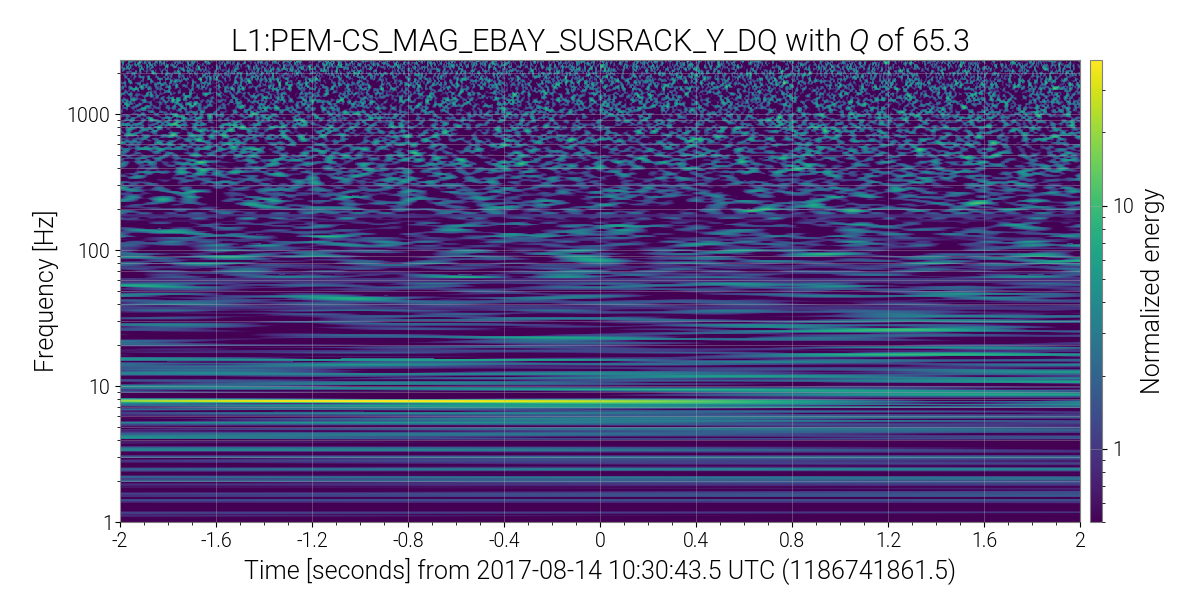 L1:PEM-CS_MAG_EBAY_SUSRACK_Y_DQ with Q of 65.3
Frequency [Hz]
1000
100
10
1
-2 -1.6 -1.2 -0.8 -0.4 0 0.4 0.8 1.2 1.6 2
Time [seconds] from 2017-08-14 10:30:43.5 UTC (1186741861.5)
10
1
Normalized energy